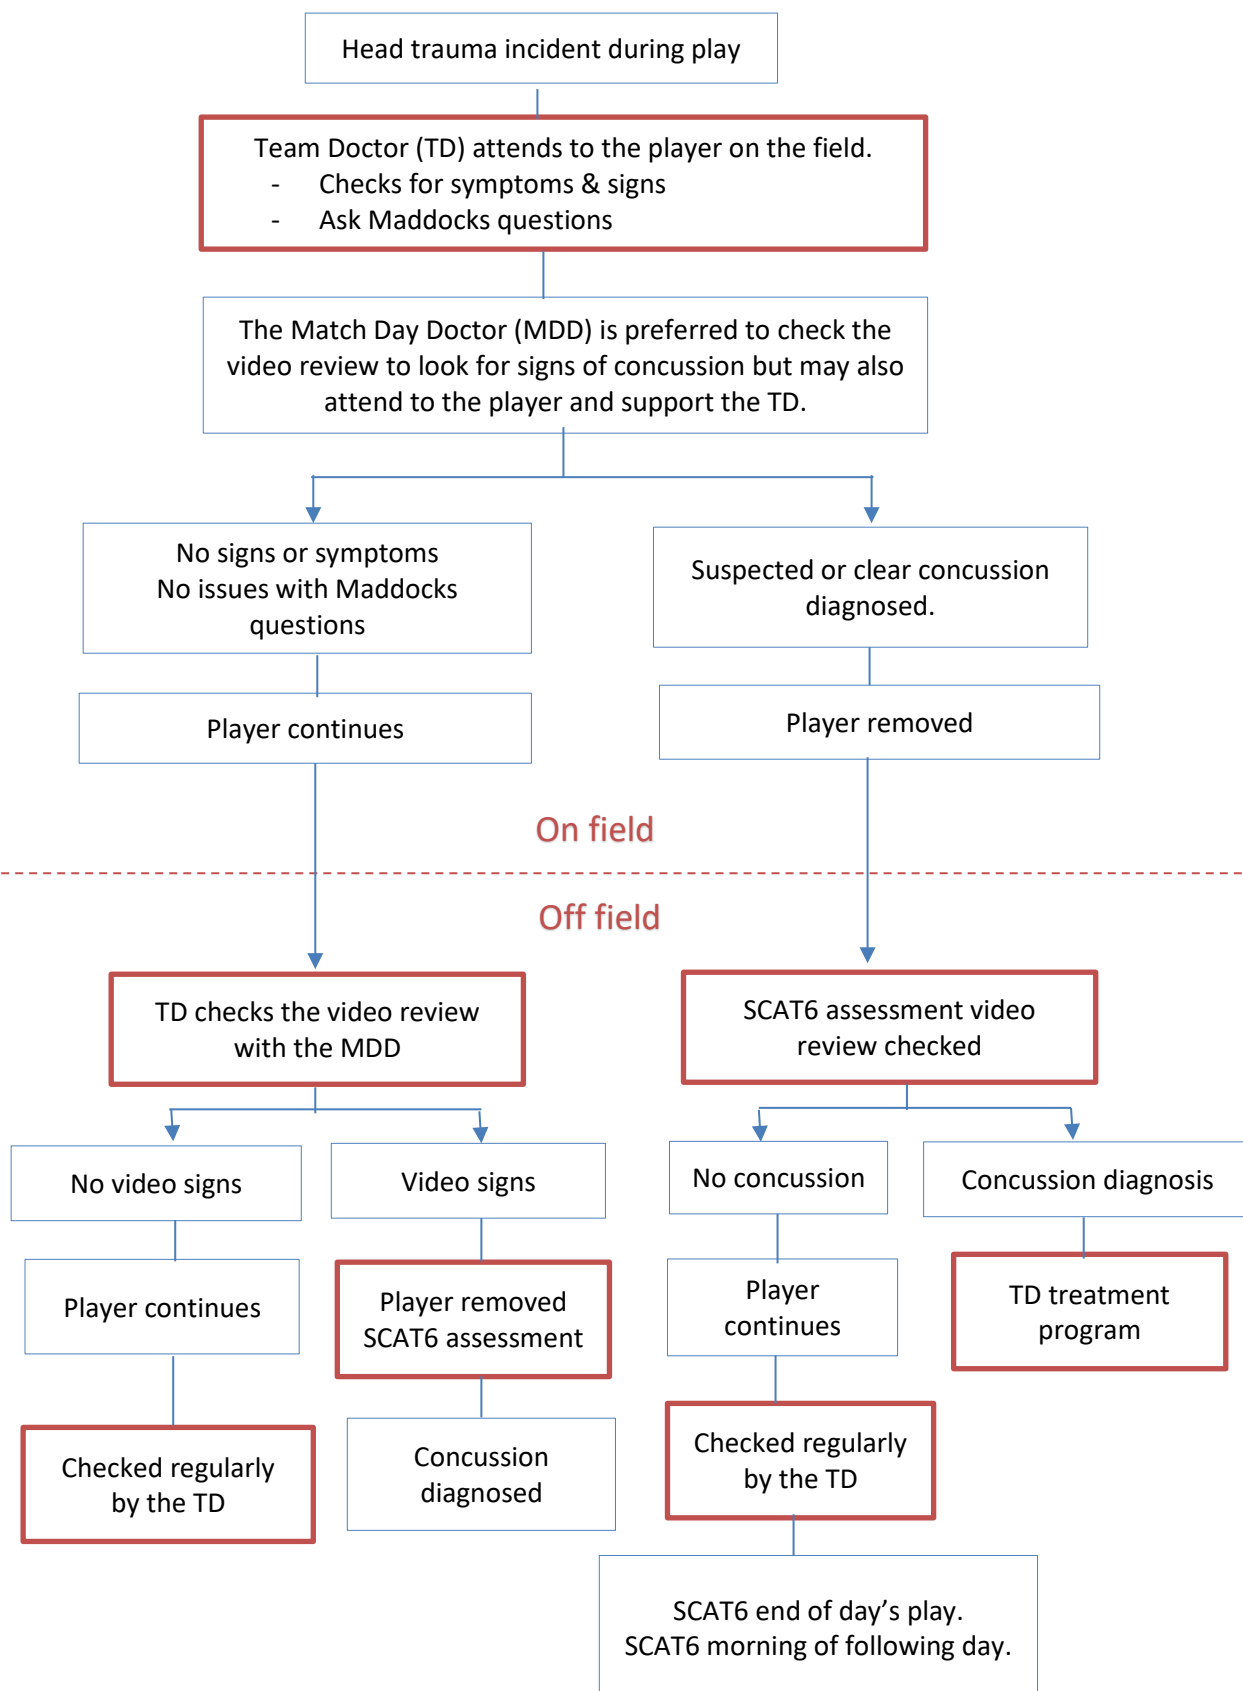 Head trauma incident during play
Team Doctor (TD) attends to the player on the field.
- Checks for symptoms & signs
- Ask Maddocks questions
The Match Day Doctor (MDD) is preferred to check the
video review to look for signs of concussion but may also
attend to the player and support the TD.
No signs or symptoms
No issues with Maddocks
questions
Suspected or clear concussion
diagnosed.
Player continues
Player removed
On field
Off field
TD checks the video review
with the MDD
SCAT6 assessment video
review checked
No video signs
Video signs
No concussion
Concussion diagnosis
Player continues
Player removed
SCAT6 assessment
Player
continues
TD treatment
program
Checked regularly
by the TD
Concussion
diagnosed
Checked regularly
by the TD
SCAT6 end of day’s play.
SCAT6 morning of following day.